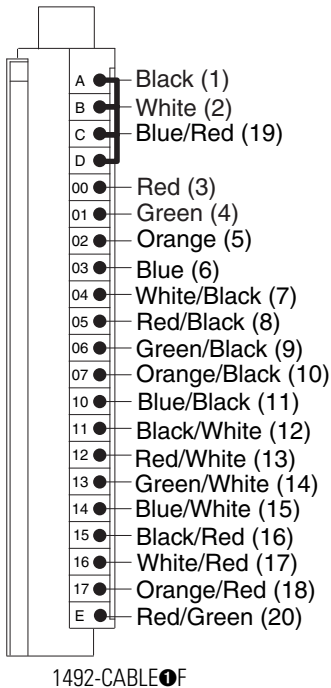 A Black (1)
B White (2)
C Blue/Red (19)
D
00 Red (3)
01 Green (4)
02 Orange (5)
03 Blue (6)
04 White/Black (7)
05 Red/Black (8)
06 Green/Black (9)
07 Orange/Black (10)
10 Blue/Black (11)
11 Black/White (12)
12 Red/White (13)
13 Green/White (14)
14 Blue/White (15)
15 Black/Red (16)
16 White/Red (17)
17 Orange/Red (18)
E Red/Green (20)
1492-CABLE❶F